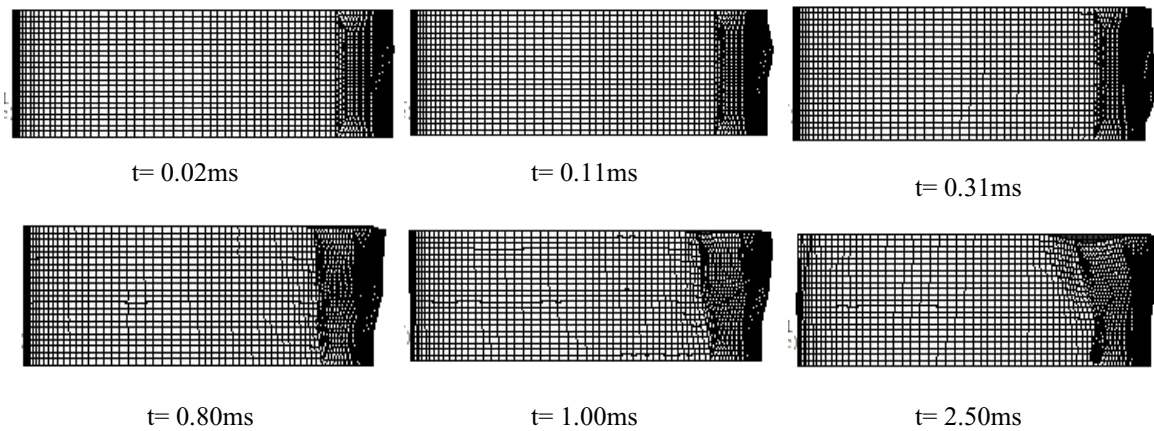 t= 0.02ms
t= 0.11ms
t= 0.31ms
t= 0.80ms
t= 1.00ms
t= 2.50ms